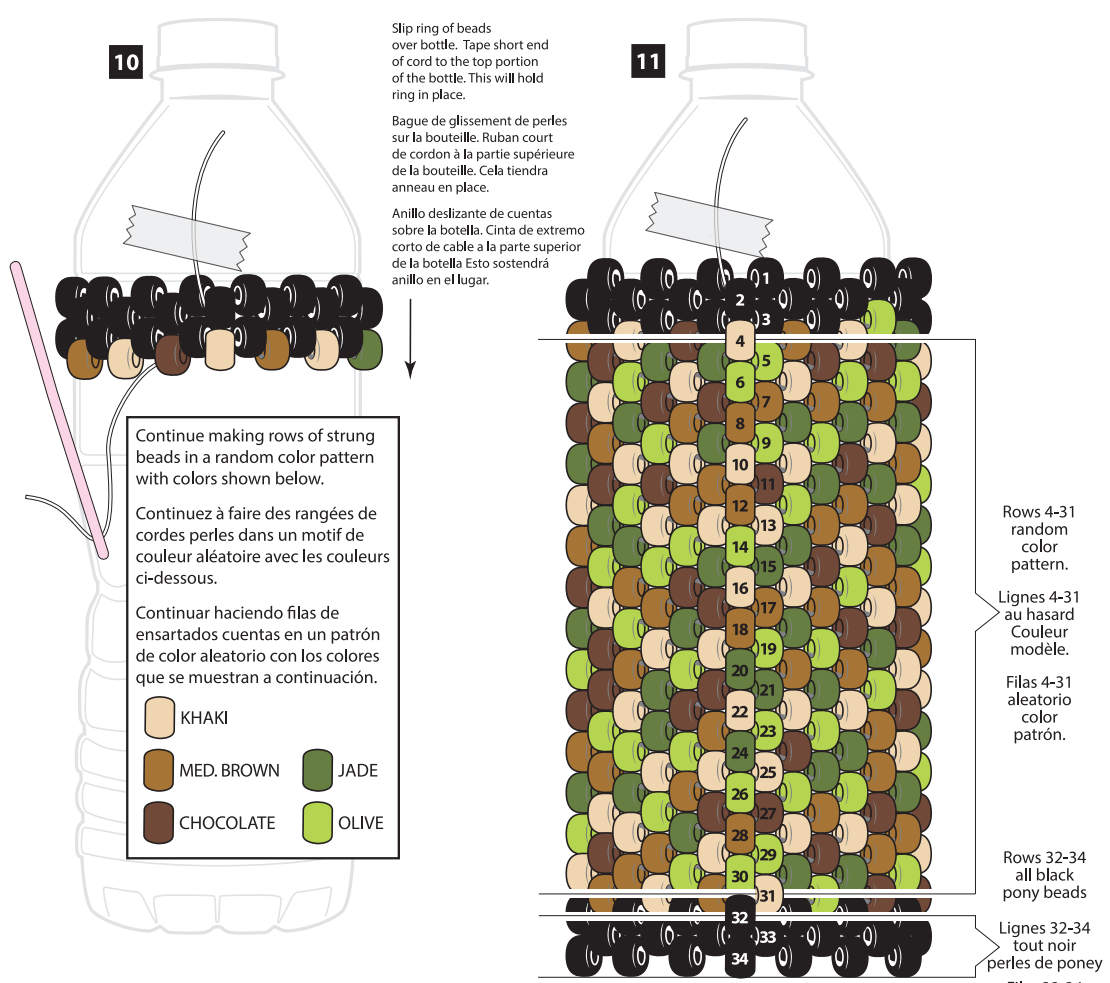 10
Slip ring of beads
over bottle. Tape short end
of cord to the top portion
of the bottle. This will hold
ring in place.
Bague de glissement de perles
sur la bouteille. Ruban court
de cordon à la partie supérieure
de la bouteille. Cela tiendra
anneau en place.
Anillo deslizante de cuentas
sobre la botella. Cinta de extremo
corto de cable a la parte superior
de la botella Esto sostendrá
anillo en el lugar.
Continue making rows of strung
beads in a random color pattern
with colors shown below.
Continuez à faire des rangées de
cordes perles dans un motif de
couleur aléatoire avec les couleurs
ci-dessous.
Continuar haciendo filas de
ensartados cuentas en un patrón
de color aleatorio con los colores
que se muestran a continuación.
KHAKI
MED. BROWN
JADE
CHOCOLATE
OLIVE
11
1
2
3
4
5
6
7
8
9
10
11
12
13
14
15
16
17
18
19
20
21
22
23
24
25
26
27
28
29
30
31
32
33
34
Rows 4-31
random
color
pattern.
Lignes 4-31
au hasard
Couleur
modèle.
Filas 4-31
aleatorio
color
patrón.
Rows 32-34
all black
pony beads
Lignes 32-34
tout noir
perles de poney